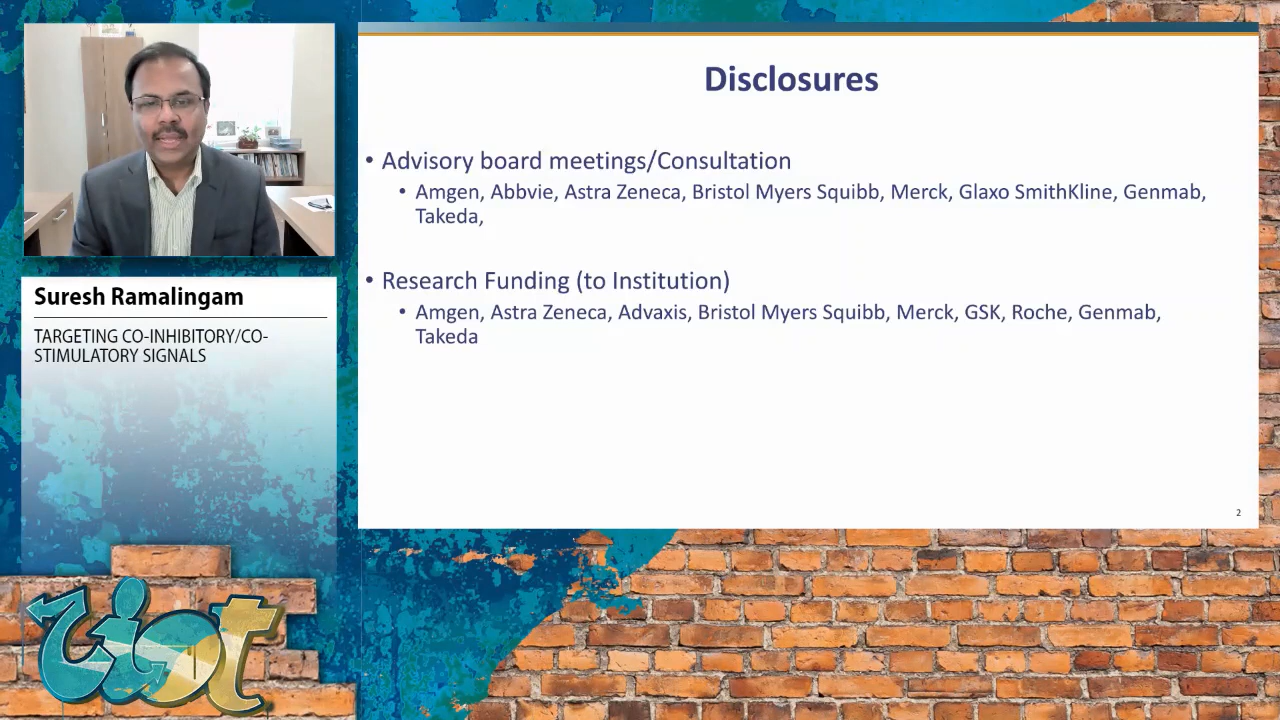 Disclosures
• Advisory board meetings/Consultation
• Amgen, Abbvie, Astra Zeneca, Bristol Myers Squibb, Merck, Glaxo SmithKline, Genmab,
Takeda,
• Research Funding (to Institution)
• Amgen, Astra Zeneca, Advaxis, Bristol Myers Squibb, Merck, GSK, Roche, Genmab,
Takeda
2
Suresh Ramalingam
TARGETING CO-INHIBITORY/CO-
STIMULATORY SIGNALS
riot